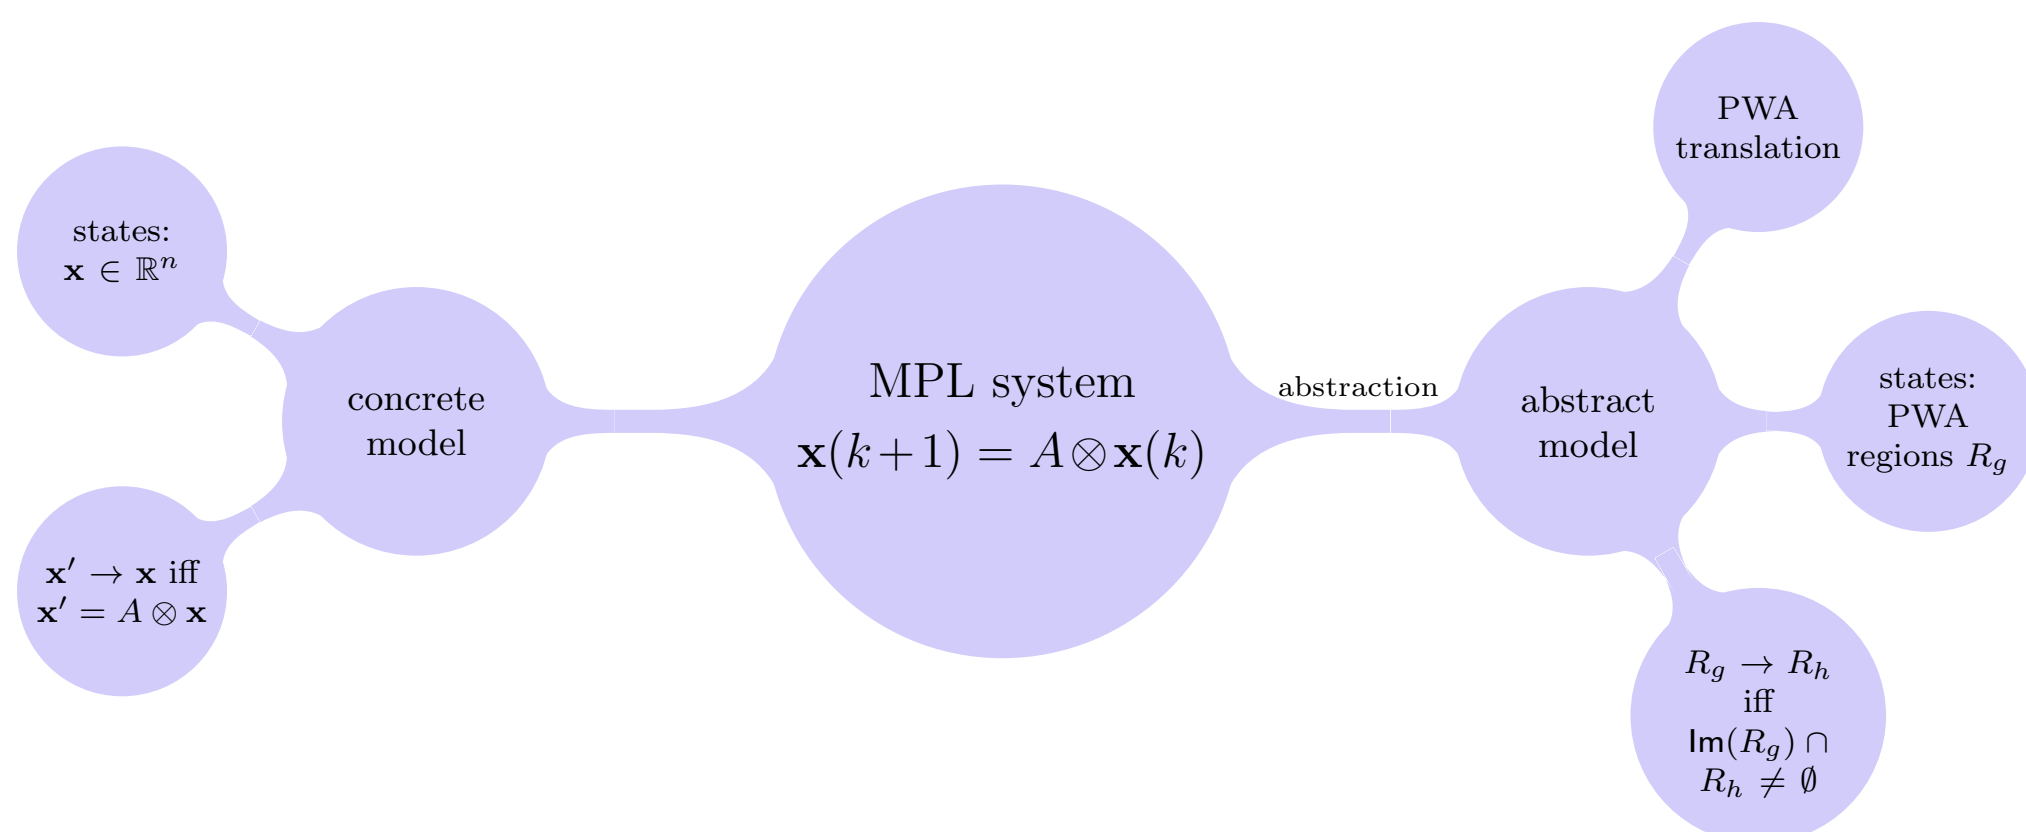 states:
𝐱 ∈ ℝⁿ
𝐱′ → 𝐱 iff
𝐱′ = A ⊗ 𝐱
concrete
model
MPL system
𝐱(k+1) = A⊗𝐱(k)
abstraction
abstract
model
PWA
translation
states:
PWA
regions R_g
R_g → R_h
iff
Im(R_g) ∩
R_h ≠ ∅